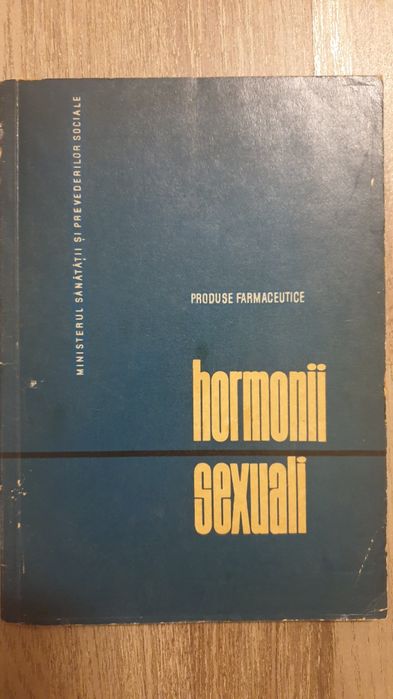 MINISTERUL SĂNĂTĂȚII ȘI PREVEDERILOR SOCIALE
PRODUSE FARMACEUTICE
hormonii
sexuali